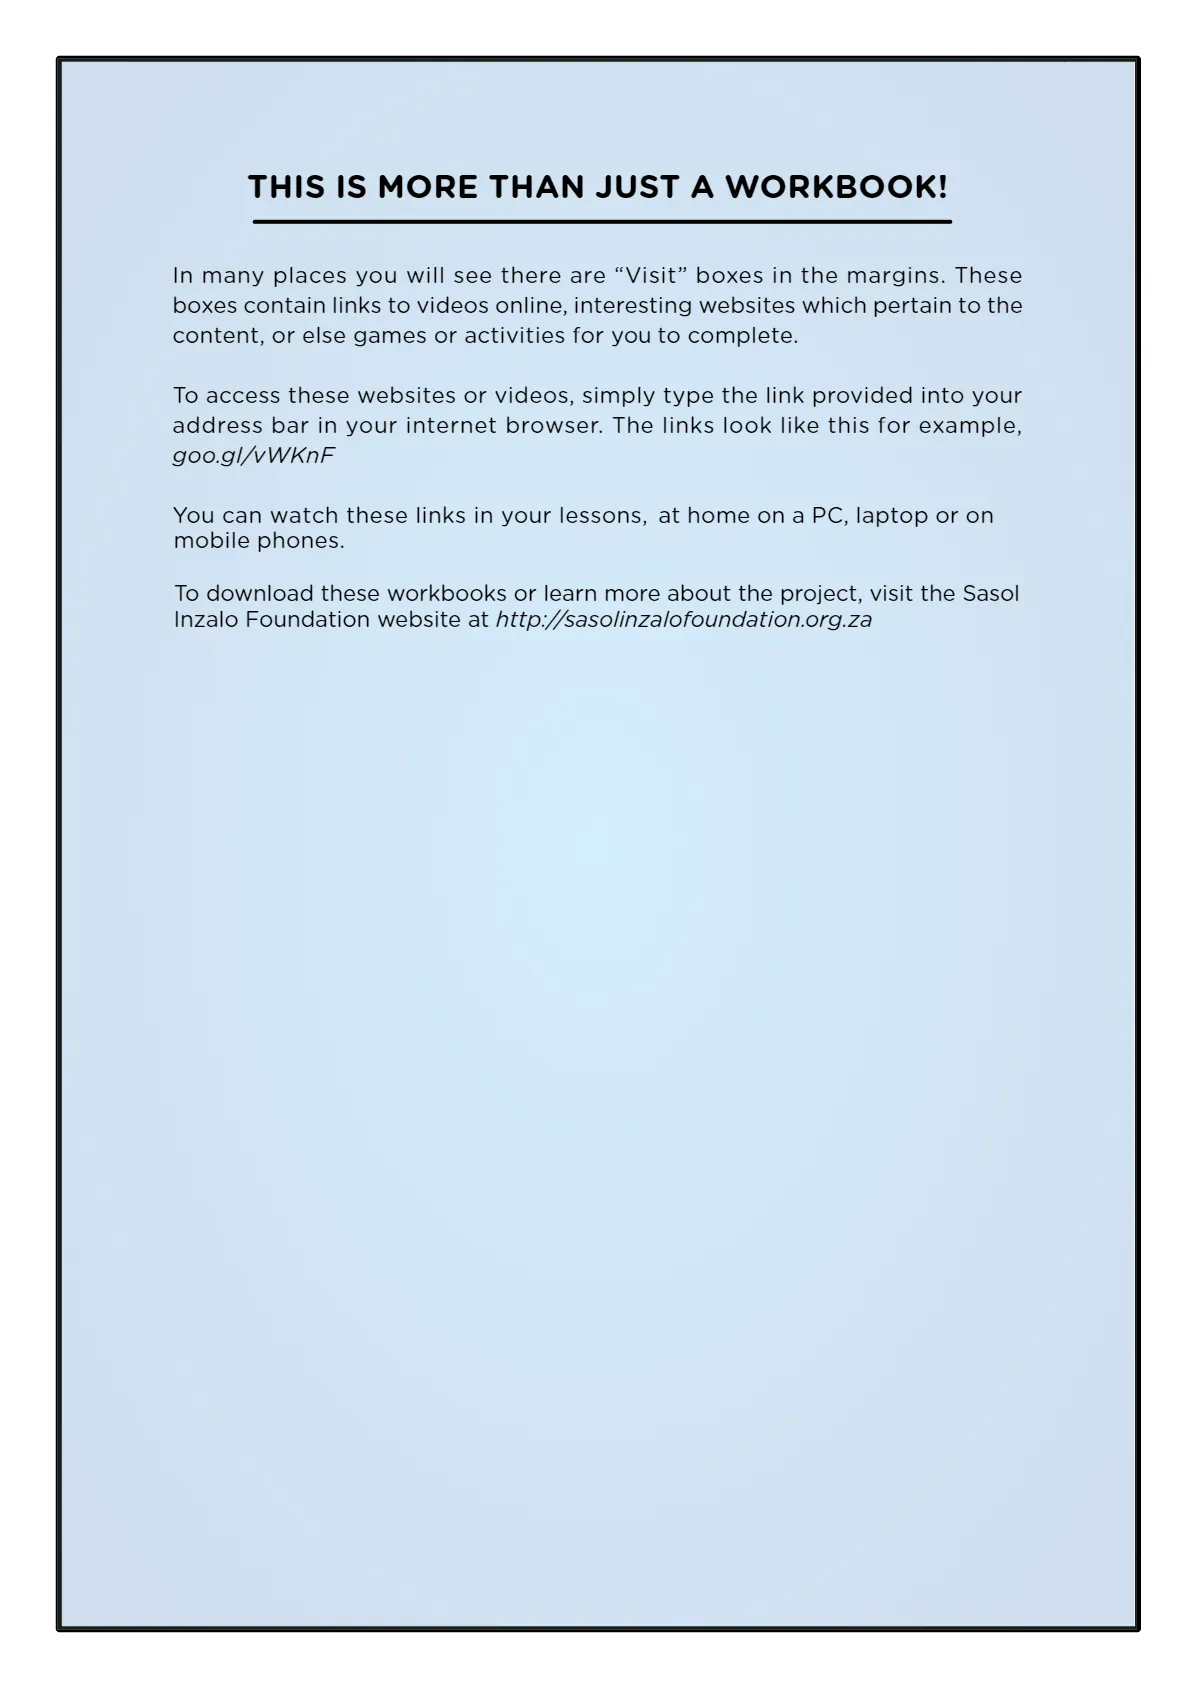 THIS IS MORE THAN JUST A WORKBOOK!
In many places you will see there are “Visit” boxes in the margins. These
boxes contain links to videos online, interesting websites which pertain to the
content, or else games or activities for you to complete.
To access these websites or videos, simply type the link provided into your
address bar in your internet browser. The links look like this for example,
goo.gl/vWKnF
You can watch these links in your lessons, at home on a PC, laptop or on
mobile phones.
To download these workbooks or learn more about the project, visit the Sasol
Inzalo Foundation website at http://sasolinzalofoundation.org.za